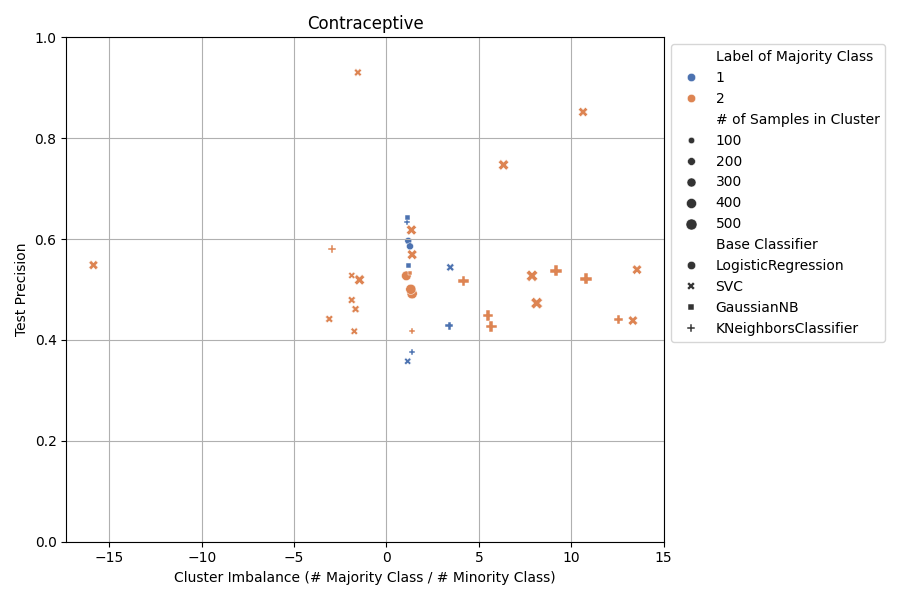 Contraceptive
1.0
0.8
0.6
0.4
0.2
0.0
Test Precision
−15
−10
−5
0
5
10
15
Cluster Imbalance (# Majority Class / # Minority Class)
Label of Majority Class
1
2
# of Samples in Cluster
100
200
300
400
500
Base Classifier
LogisticRegression
SVC
GaussianNB
KNeighborsClassifier